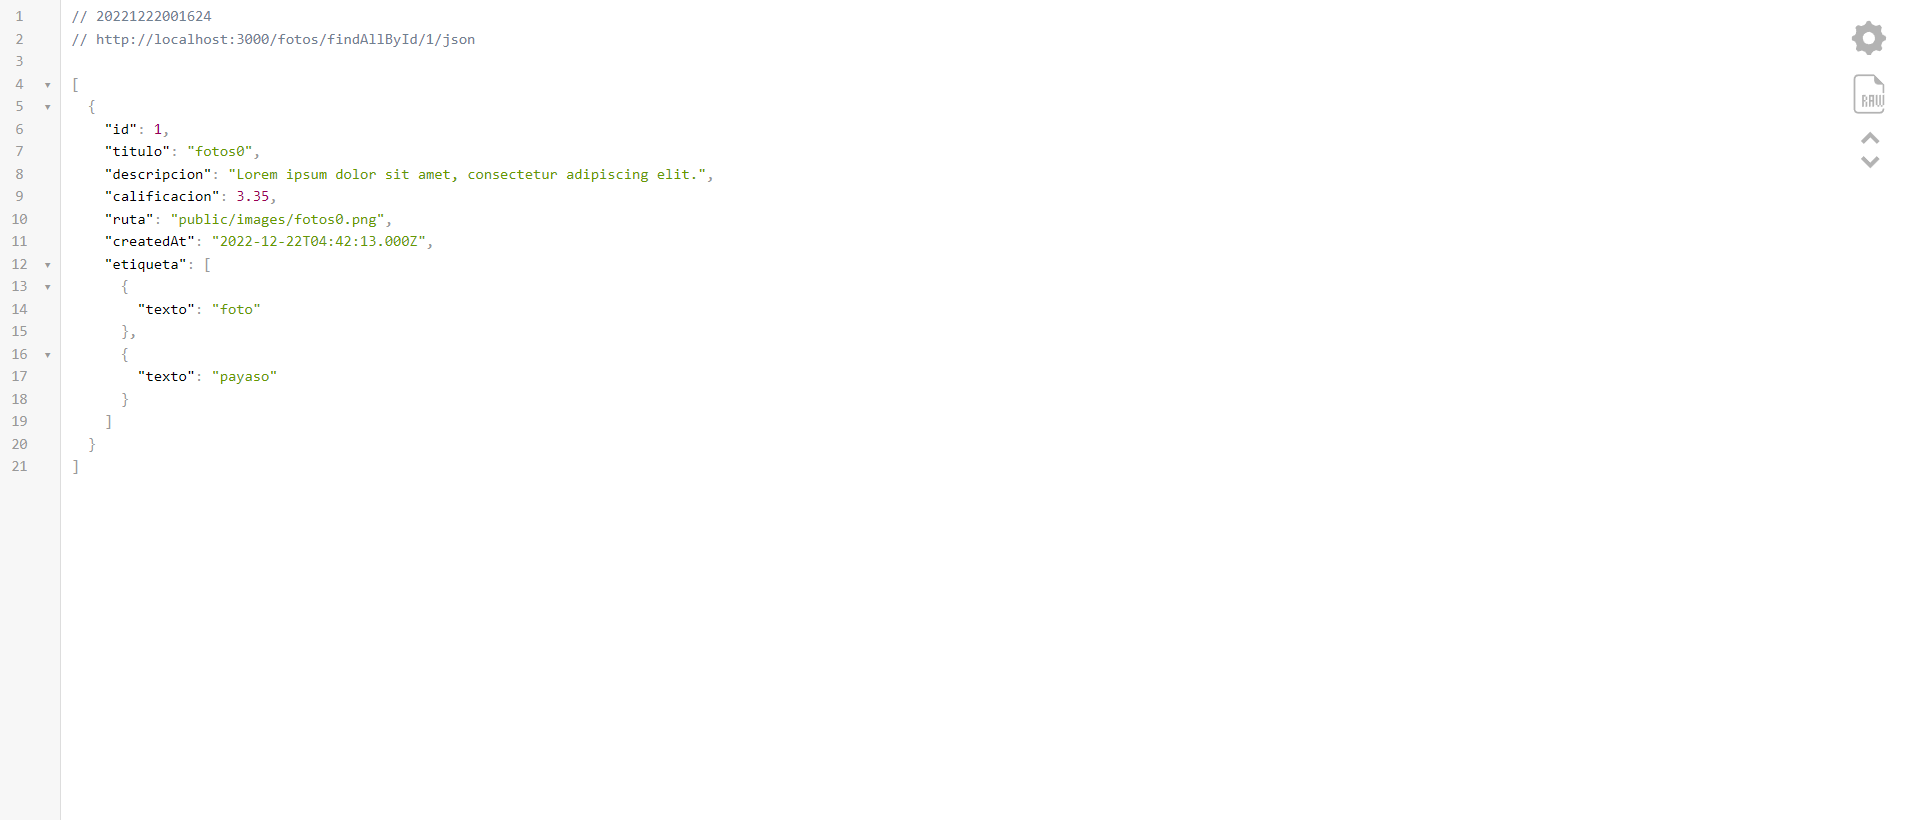 1 // 20221222001624
2 // http://localhost:3000/fotos/findAllById/1/json
3
4 [
5 {
6 "id": 1,
7 "titulo": "fotos0",
8 "descripcion": "Lorem ipsum dolor sit amet, consectetur adipiscing elit.",
9 "calificacion": 3.35,
10 "ruta": "public/images/fotos0.png",
11 "createdAt": "2022-12-22T04:42:13.000Z",
12 "etiqueta": [
13 {
14 "texto": "foto"
15 },
16 {
17 "texto": "payaso"
18 }
19 ]
20 }
21 ]
RAW